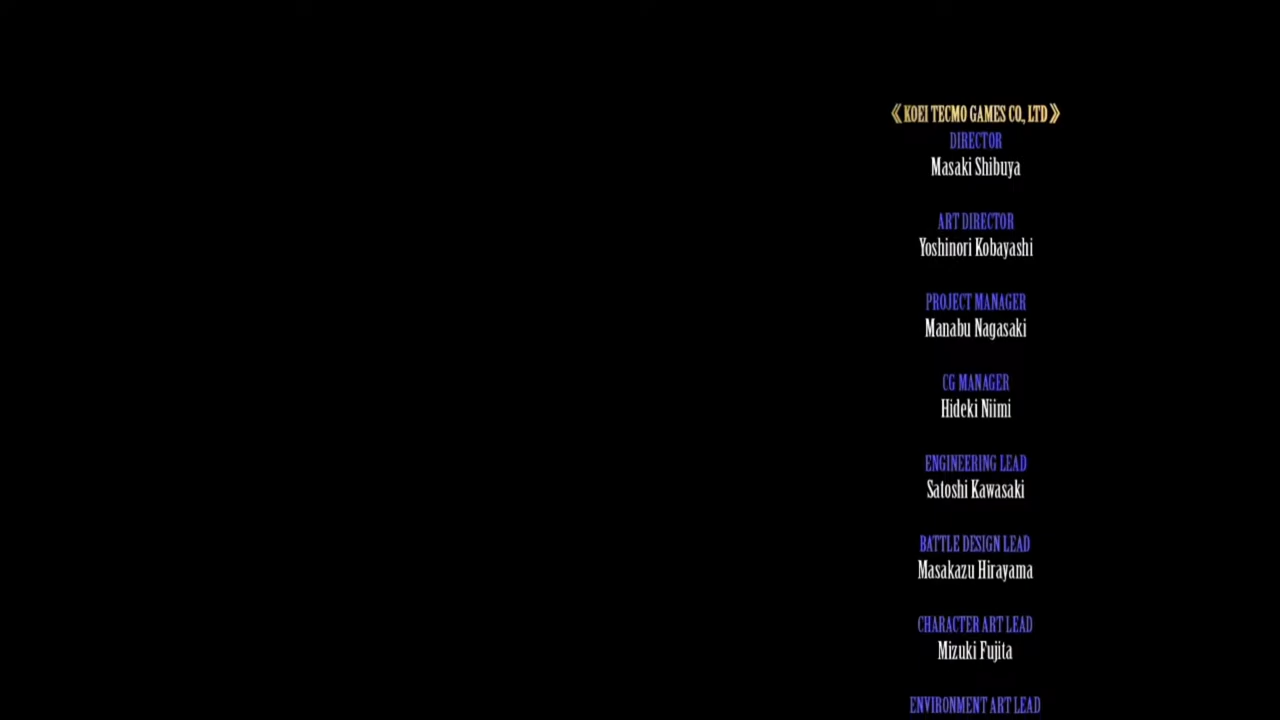 《KOEI TECMO GAMES CO., LTD》
DIRECTOR
Masaki Shibuya
ART DIRECTOR
Yoshinori Kobayashi
PROJECT MANAGER
Manabu Nagasaki
CG MANAGER
Hideki Niimi
ENGINEERING LEAD
Satoshi Kawasaki
BATTLE DESIGN LEAD
Masakazu Hirayama
CHARACTER ART LEAD
Mizuki Fujita
ENVIRONMENT ART LEAD